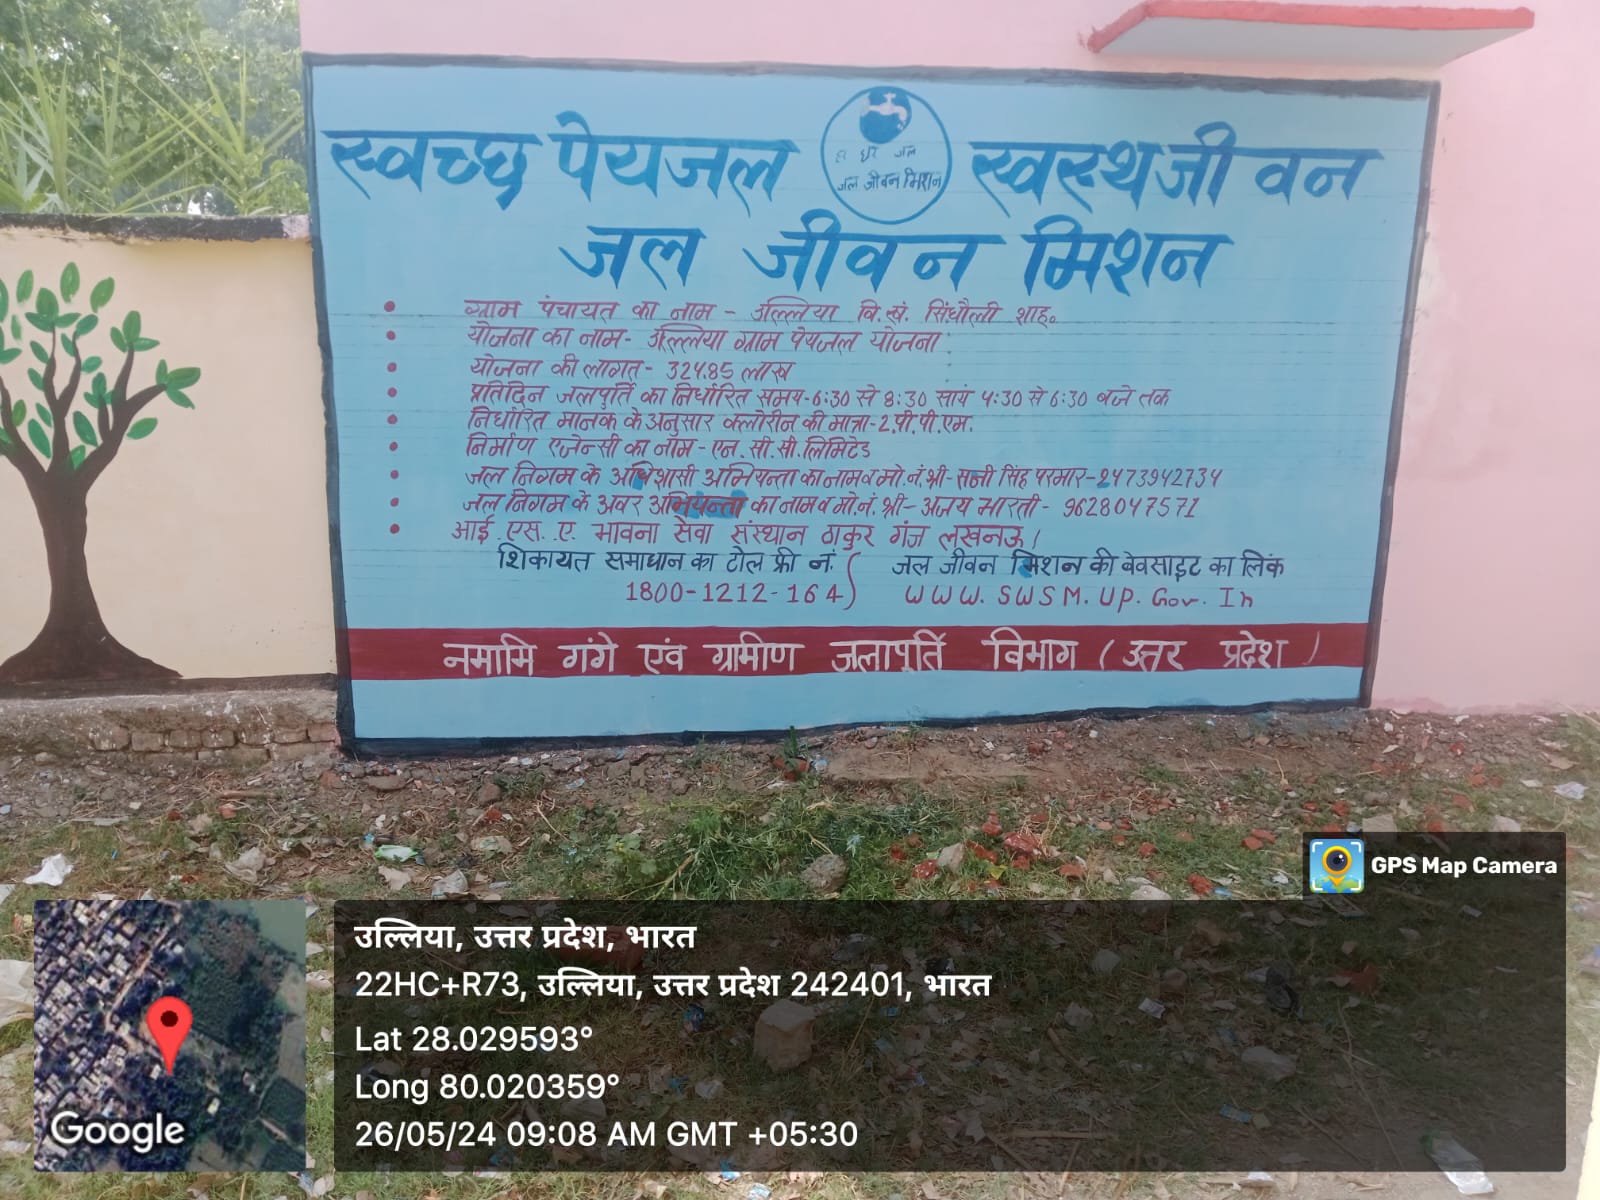 स्वच्छ पेयजल स्वस्थ जीवन
हर घर जल
जल जीवन मिशन
जल जीवन मिशन
• ग्राम पंचायत का नाम - उल्लिया वि.खं. सिंधौली शाह०
• योजना का नाम- उल्लिया ग्राम पेयजल योजना
• योजना की लागत- 324.85 लाख
• प्रतिदिन जलपुर्ति का निर्धारित समय-6:30 से 8:30 सायं 4:30 से 6:30 बजे तक
• निर्धारित मानक के अनुसार क्लोरीन की मात्रा-2.पी.पी.एम.
• निर्माण एजेन्सी का नाम-एन.सी.सी.लिमिटेड
• जल निगम के अधिशासी अभियन्ता का नाम व मो.नं. श्री- सनी सिंह परमार-9473942734
• जल निगम के अवर अभियन्ता का नाम व मो.नं. श्री- अजय भारती - 9628047571
• आई.एस.ए. भावना सेवा संस्थान ठाकुर गंज लखनऊ।
शिकायत समाधान का टोल फ्री नं. जल जीवन मिशन की वेवसाइट का लिंक
1800-1212-164) WWW.SWSM.UP.Gov.In
नमामि गंगे एंव ग्रामीण जलापुर्ति विभाग (उत्तर प्रदेश)
GPS Map Camera
उल्लिया, उत्तर प्रदेश, भारत
22HC+R73, उल्लिया, उत्तर प्रदेश 242401, भारत
Lat 28.029593°
Long 80.020359°
26/05/24 09:08 AM GMT +05:30
Google